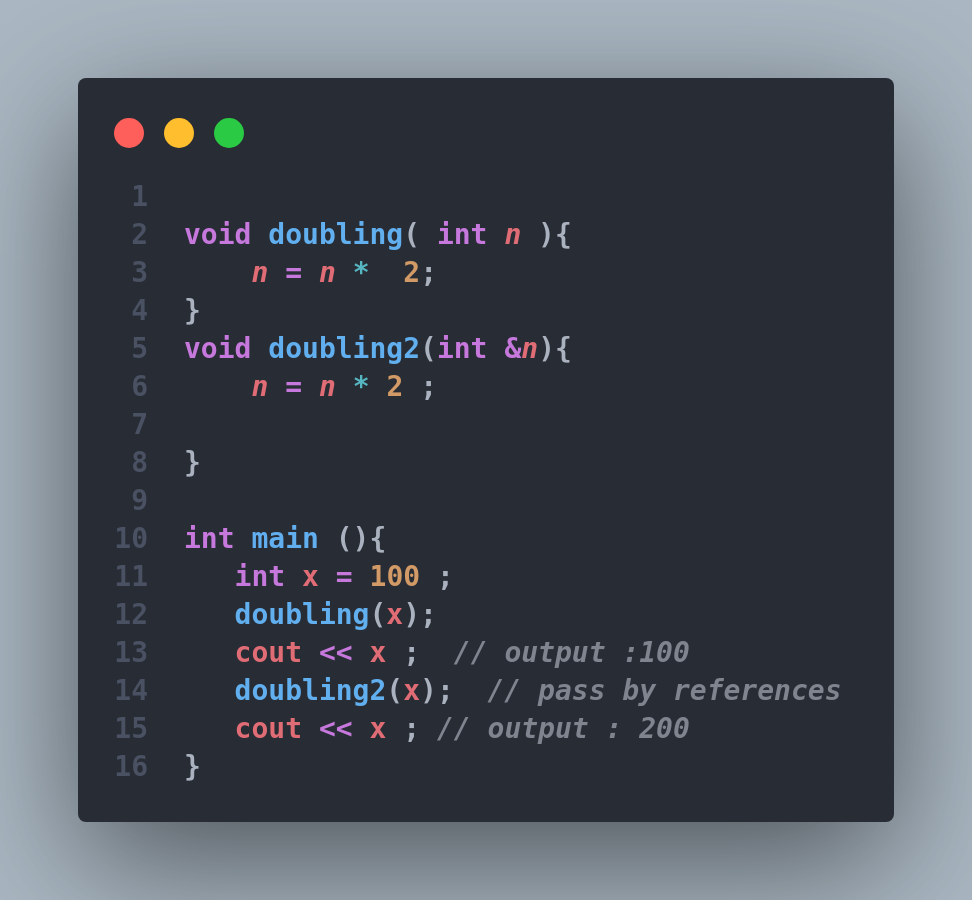 1
2 void doubling( int n ){
3     n = n *  2;
4 }
5 void doubling2(int &n){
6     n = n * 2 ;
7
8 }
9
10 int main (){
11    int x = 100 ;
12    doubling(x);
13    cout << x ;  // output :100
14    doubling2(x);  // pass by references
15    cout << x ; // output : 200
16 }